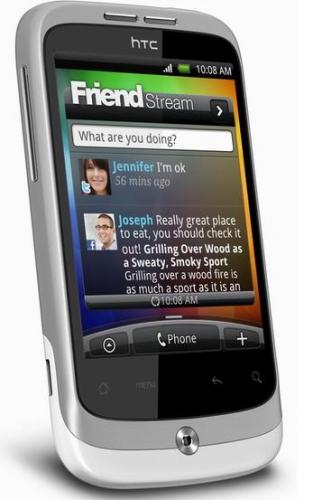 hTC
10:08 AM
Friend Stream
What are you doing?
Jennifer I'm ok
56 mins ago
Joseph Really great place
to eat, you should check it
out! Grilling Over Wood as
a Sweaty, Smoky Sport
Grilling over a wood fire is
as much a sport as it is an
10:08 AM
Phone
menu